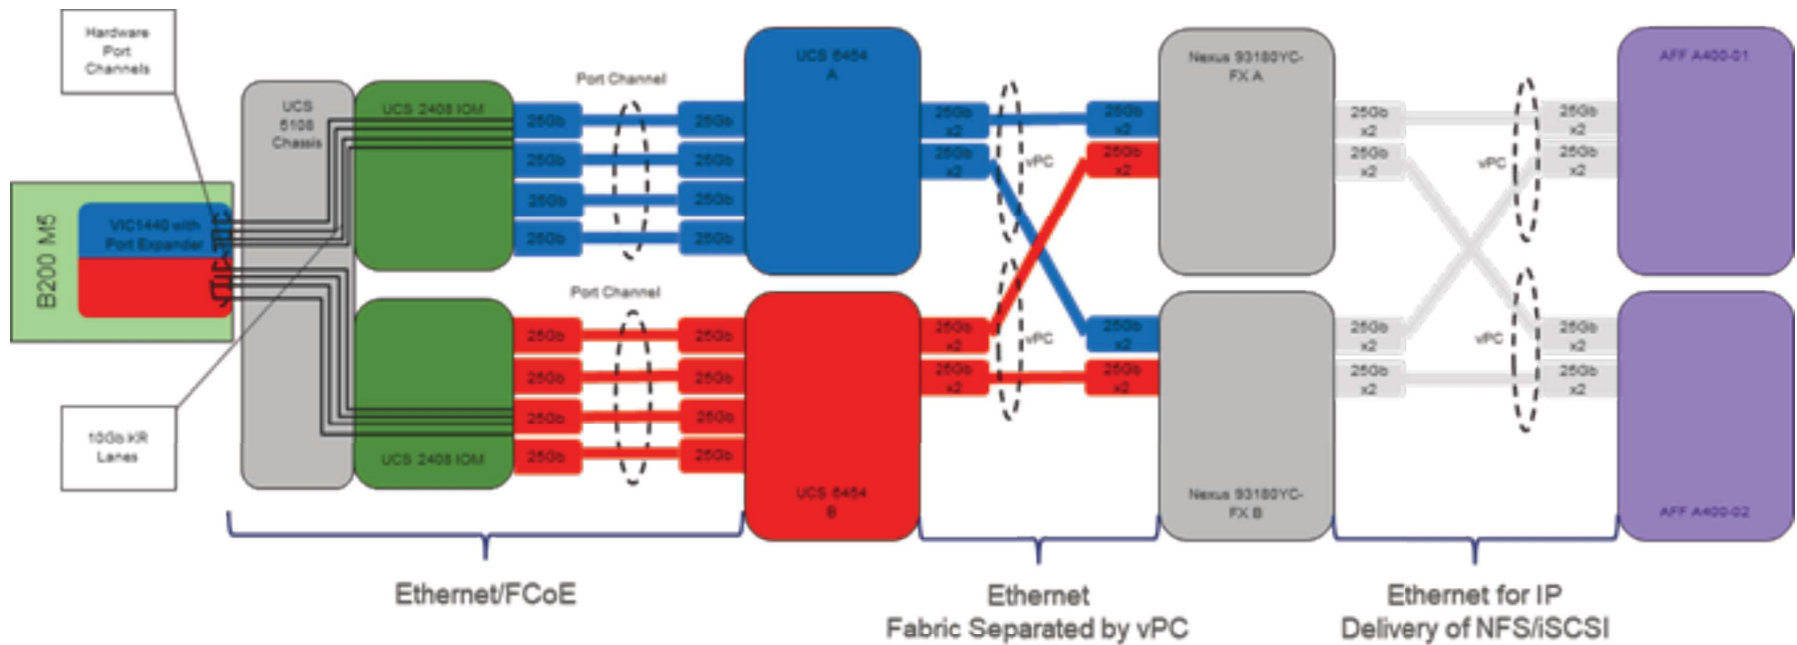 Hardware
Port
Channels
B200 M5
VIC1440 with
Port Expander
10Gb KR
Lanes
UCS
5108
Chassis
UCS 2408 IOM
UCS 2408 IOM
Port Channel
25Gb
25Gb
25Gb
25Gb
25Gb
25Gb
25Gb
25Gb
Port Channel
25Gb
25Gb
25Gb
25Gb
25Gb
25Gb
25Gb
25Gb
UCS 6454
A
UCS 6454
B
25Gb
x2
25Gb
x2
25Gb
x2
25Gb
x2
vPC
vPC
25Gb
x2
25Gb
x2
25Gb
x2
25Gb
x2
Nexus 93180YC-
FX A
Nexus 93180YC-
FX B
25Gb
x2
25Gb
x2
25Gb
x2
25Gb
x2
vPC
vPC
25Gb
x2
25Gb
x2
25Gb
x2
25Gb
x2
AFF A400-01
AFF A400-02
Ethernet/FCoE
Ethernet
Fabric Separated by vPC
Ethernet for IP
Delivery of NFS/iSCSI